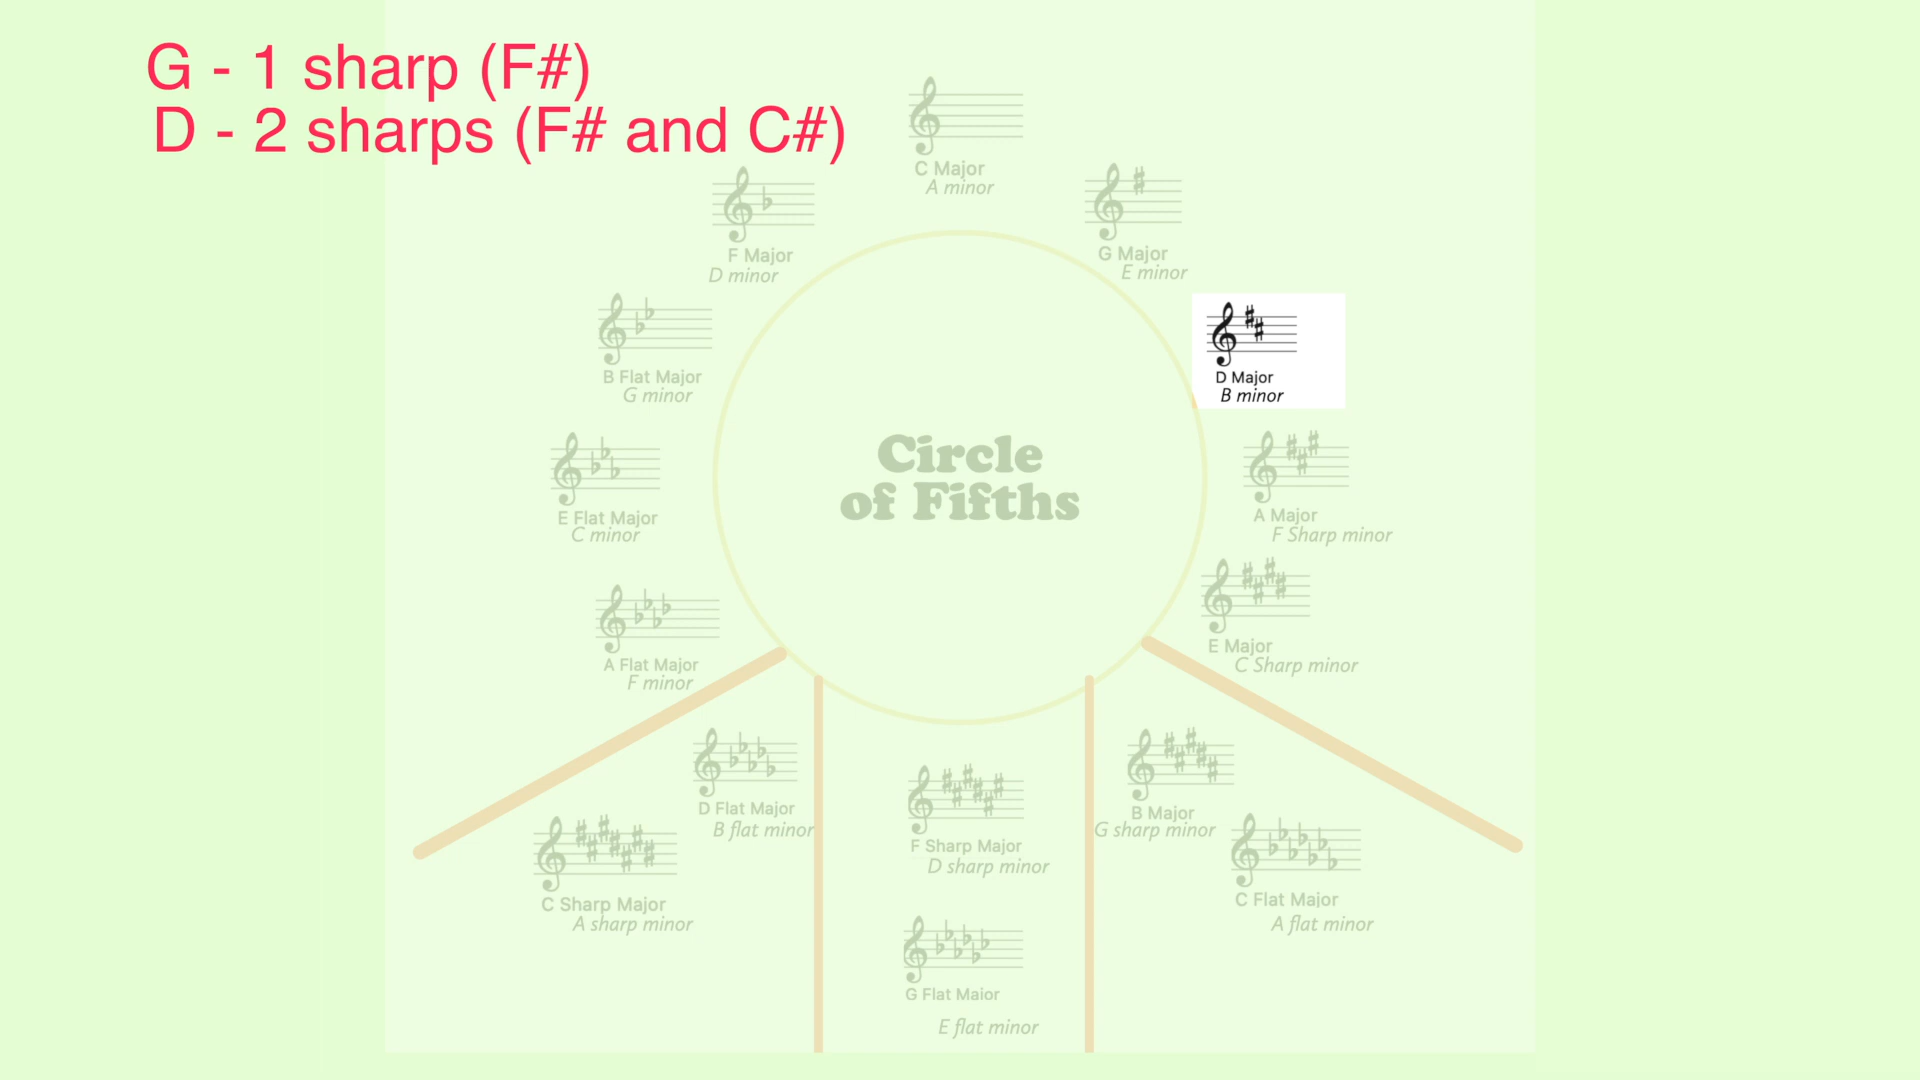 G - 1 sharp (F#)
D - 2 sharps (F# and C#)
C Major
A minor
F Major
D minor
G Major
E minor
B Flat Major
G minor
D Major
B minor
Circle
of Fifths
E Flat Major
C minor
A Major
F Sharp minor
A Flat Major
F minor
E Major
C Sharp minor
D Flat Major
B flat minor
F Sharp Major
D sharp minor
B Major
G sharp minor
C Sharp Major
A sharp minor
C Flat Major
A flat minor
G Flat Major
E flat minor